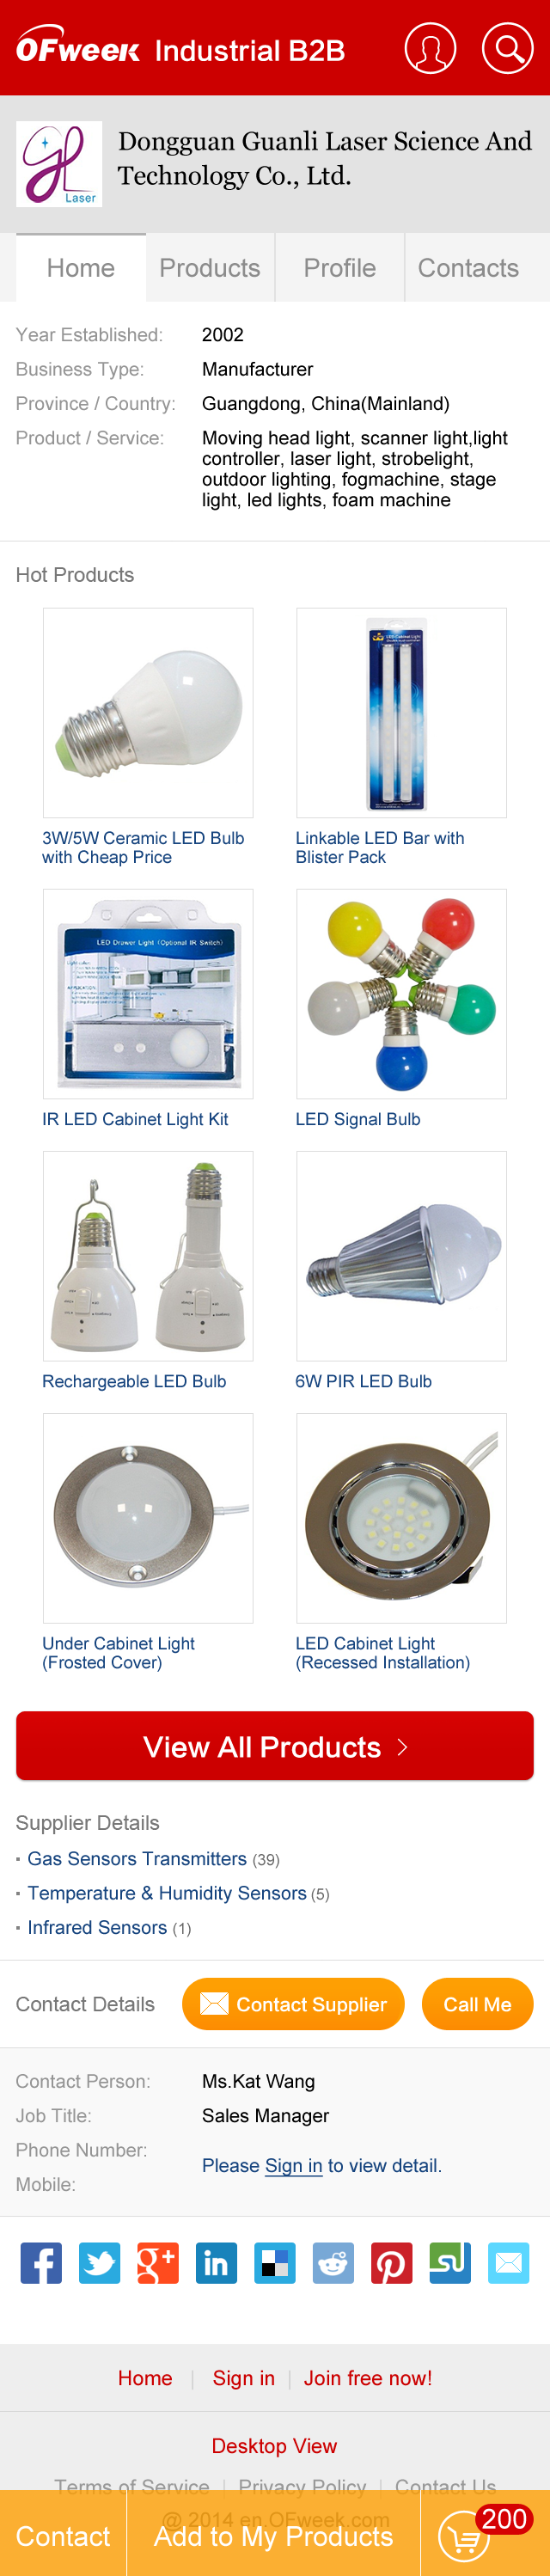 OFweek Industrial B2B
gl Laser
Dongguan Guanli Laser Science And
Technology Co., Ltd.
Home Products Profile Contacts
Year Established: 2002
Business Type: Manufacturer
Province / Country: Guangdong, China(Mainland)
Product / Service: Moving head light, scanner light,light
controller, laser light, strobelight,
outdoor lighting, fogmachine, stage
light, led lights, foam machine
Hot Products
LED Cabinet Light
3W/5W Ceramic LED Bulb
with Cheap Price
Linkable LED Bar with
Blister Pack
LED Drawer Light (Optional IR Switch)
IR LED Cabinet Light Kit
LED Signal Bulb
Rechargeable LED Bulb
6W PIR LED Bulb
Under Cabinet Light
(Frosted Cover)
LED Cabinet Light
(Recessed Installation)
View All Products >
Supplier Details
· Gas Sensors Transmitters (39)
· Temperature & Humidity Sensors (5)
· Infrared Sensors (1)
Contact Details Contact Supplier Call Me
Contact Person: Ms.Kat Wang
Job Title: Sales Manager
Phone Number:
Please Sign in to view detail.
Mobile:
Home | Sign in | Join free now!
Desktop View
Terms of Service | Privacy Policy | Contact Us
@ 2014 en.OFweek.com
Contact Add to My Products 200